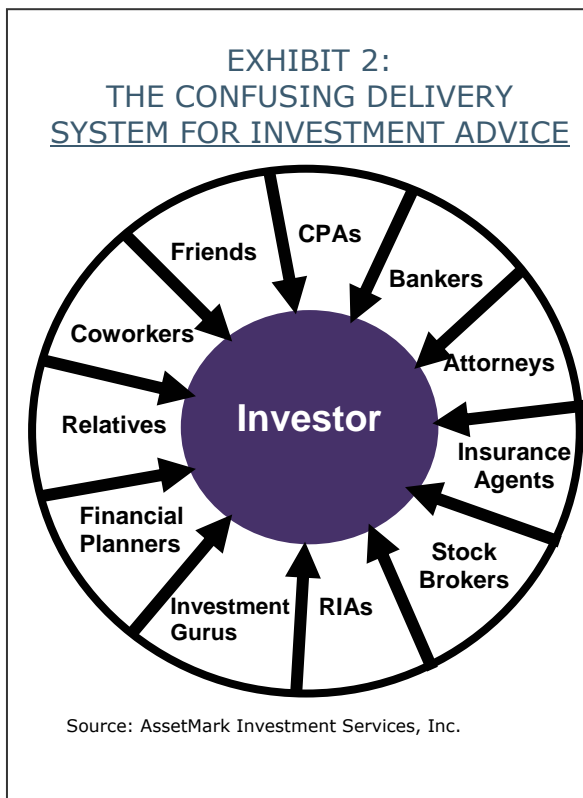 EXHIBIT 2:
THE CONFUSING DELIVERY
SYSTEM FOR INVESTMENT ADVICE
CPAs
Friends
Bankers
Coworkers
Attorneys
Investor
Relatives
Insurance
Agents
Financial
Planners
Stock
Brokers
Investment
Gurus
RIAs
Source: AssetMark Investment Services, Inc.